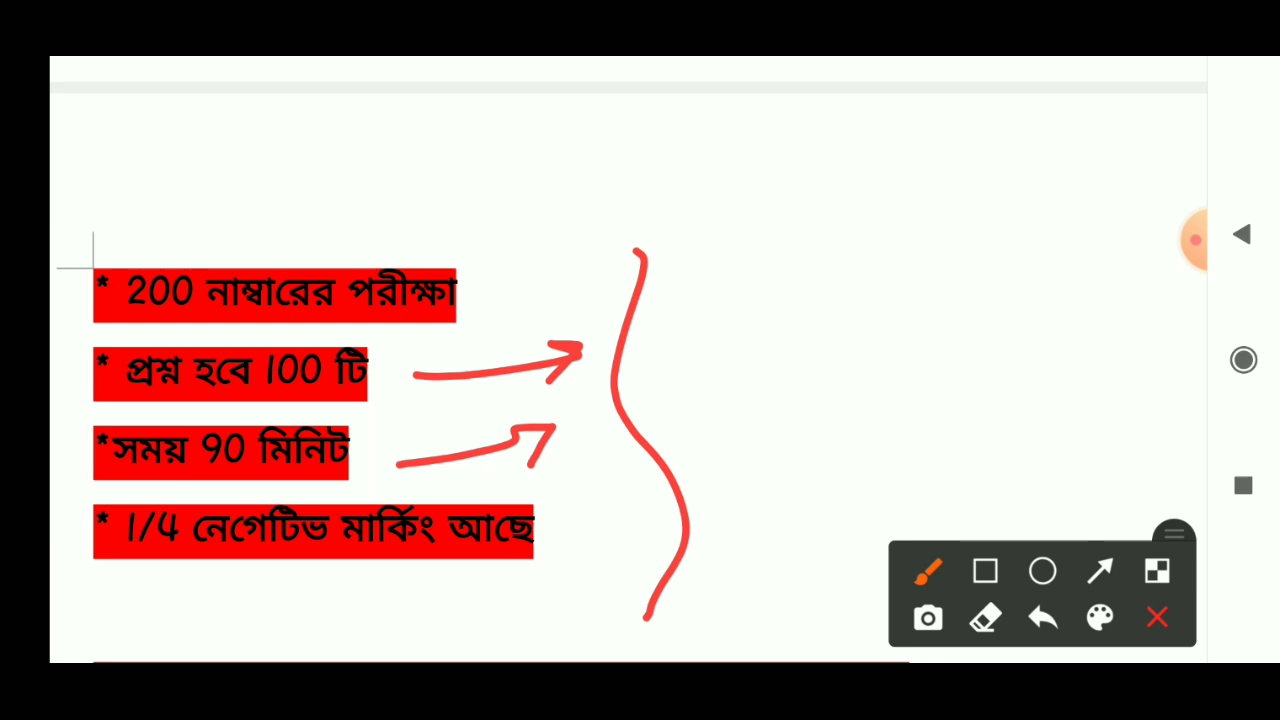 * 200 নাম্বারের পরীক্ষা
* প্রশ্ন হবে 100 টি
*সময় 90 মিনিট
* 1/4 নেগেটিভ মার্কিং আছে